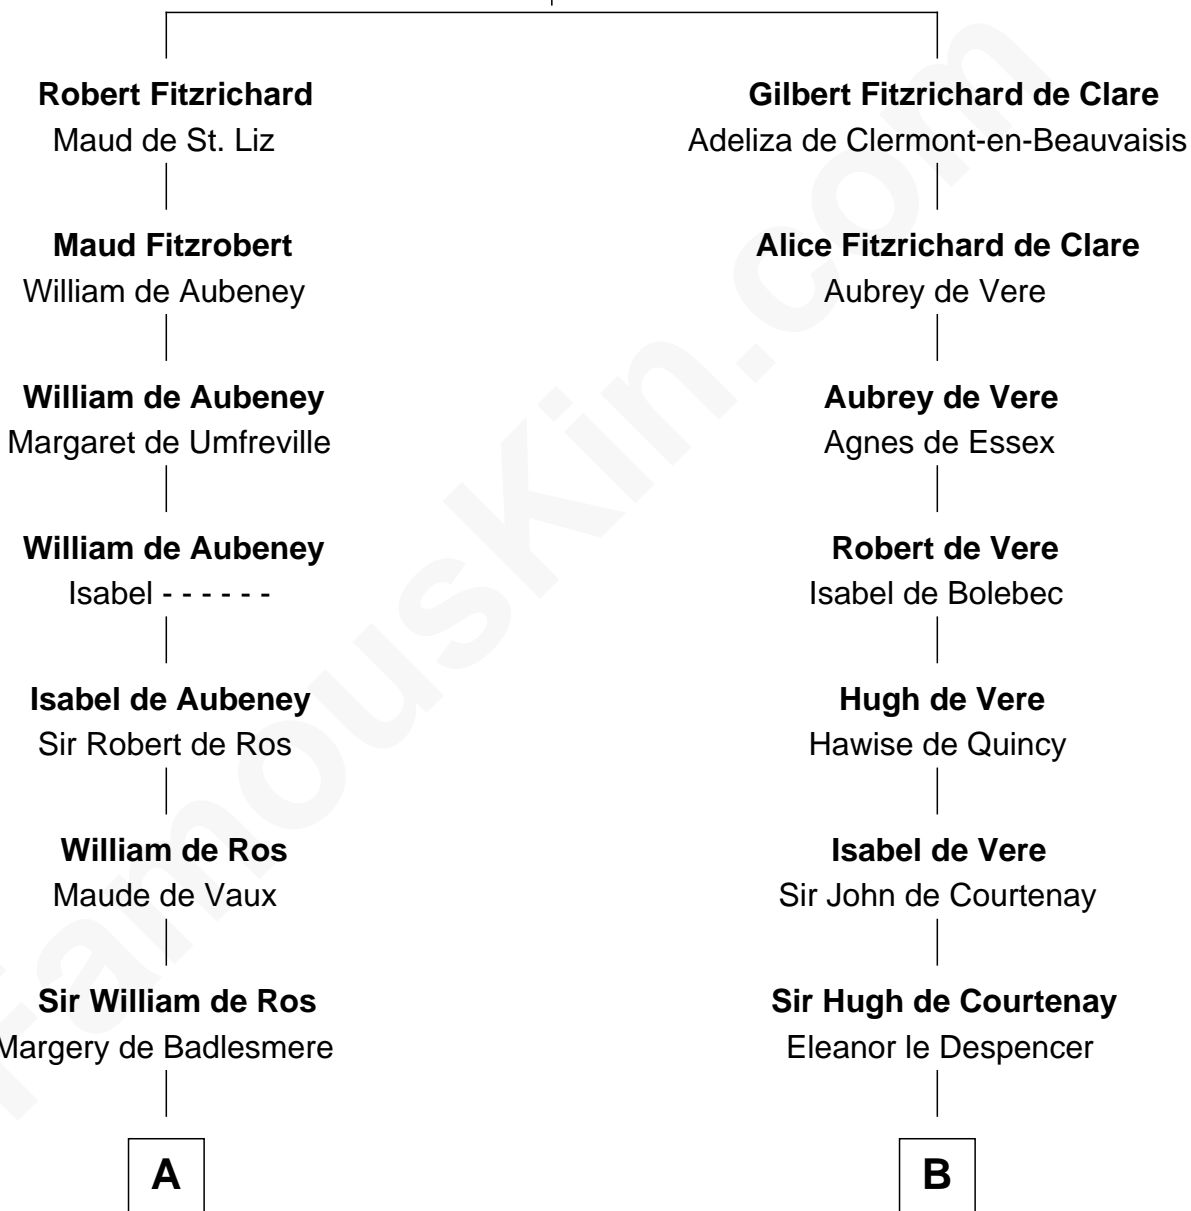 Robert Fitzrichard
Maud de St. Liz
Maud Fitzrobert
William de Aubeney
William de Aubeney
Margaret de Umfreville
William de Aubeney
Isabel - - - - - -
Isabel de Aubeney
Sir Robert de Ros
William de Ros
Maude de Vaux
Sir William de Ros
Margery de Badlesmere
A
Gilbert Fitzrichard de Clare
Adeliza de Clermont-en-Beauvaisis
Alice Fitzrichard de Clare
Aubrey de Vere
Aubrey de Vere
Agnes de Essex
Robert de Vere
Isabel de Bolebec
Hugh de Vere
Hawise de Quincy
Isabel de Vere
Sir John de Courtenay
Sir Hugh de Courtenay
Eleanor le Despencer
B
FamousKin.com